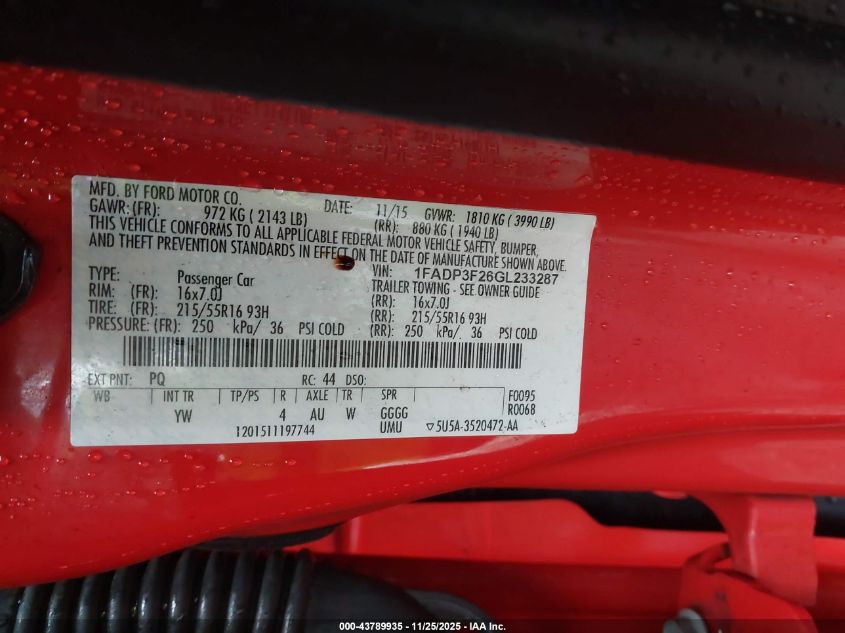 MFD. BY FORD MOTOR CO.
DATE: 11/15 GVWR: 1810 KG ( 3990 LB)
GAWR: (FR): 972 KG ( 2143 LB) (RR): 880 KG ( 1940 LB)
THIS VEHICLE CONFORMS TO ALL APPLICABLE FEDERAL MOTOR VEHICLE SAFETY, BUMPER,
AND THEFT PREVENTION STANDARDS IN EFFECT ON THE DATE OF MANUFACTURE SHOWN ABOVE.
VIN: 1FADP3F26GL233287
TYPE: Passenger Car TRAILER TOWING - SEE OWNER GUIDE
RIM: (FR): 16x7.0J (RR): 16x7.0J
TIRE: (FR): 215/55R16 93H (RR): 215/55R16 93H
PRESSURE: (FR): 250 kPa/ 36 PSI COLD (RR): 250 kPa/ 36 PSI COLD
EXT PNT: PQ RC: 44 DSO: F0095
WB INT TR TP/PS R AXLE TR SPR R0068
YW 4 AU W GGGG
1201511197744 UMU 5U5A-3520472-AA
000-43789935 - 11/25/2025 - IAA Inc.